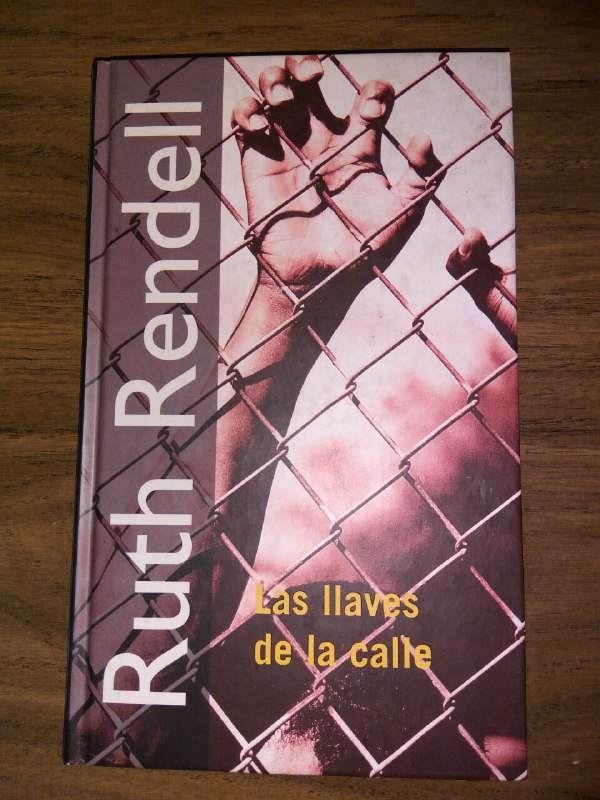 Ruth Rendell
Las llaves
de la calle